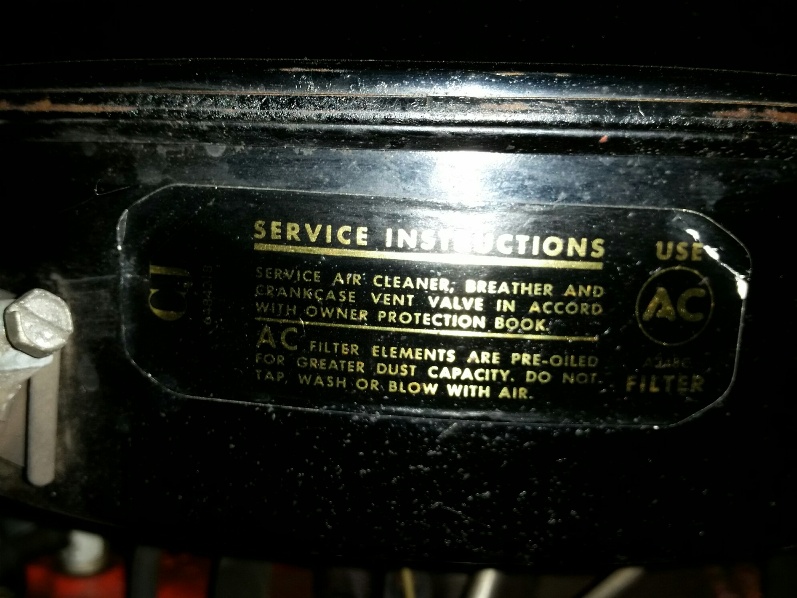 CJ
SERVICE INSTRUCTIONS
SERVICE AIR CLEANER, BREATHER AND
CRANKCASE VENT VALVE IN ACCORD
WITH OWNER PROTECTION BOOK.
AC FILTER ELEMENTS ARE PRE-OILED
FOR GREATER DUST CAPACITY. DO NOT
TAP, WASH OR BLOW WITH AIR.
USE
AC
FILTER